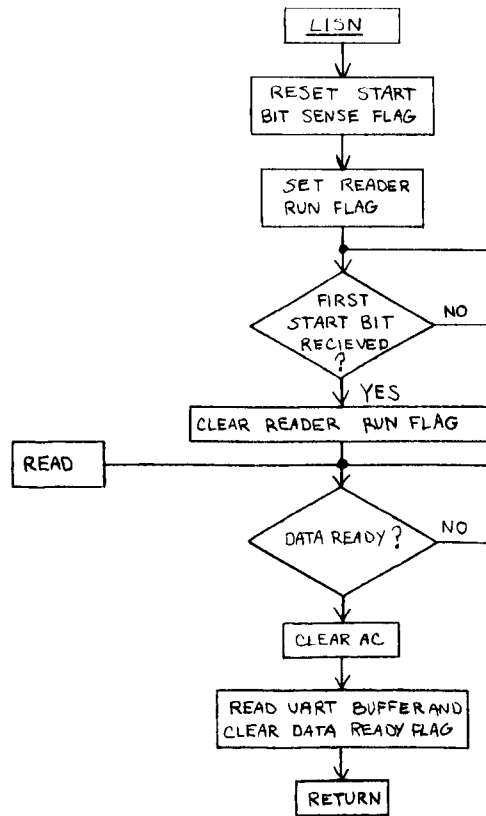 LISN
RESET START
BIT SENSE FLAG
SET READER
RUN FLAG
FIRST
START BIT
RECIEVED
?
NO
YES
CLEAR READER RUN FLAG
READ
DATA READY?
NO
CLEAR AC
READ UART BUFFER AND
CLEAR DATA READY FLAG
RETURN